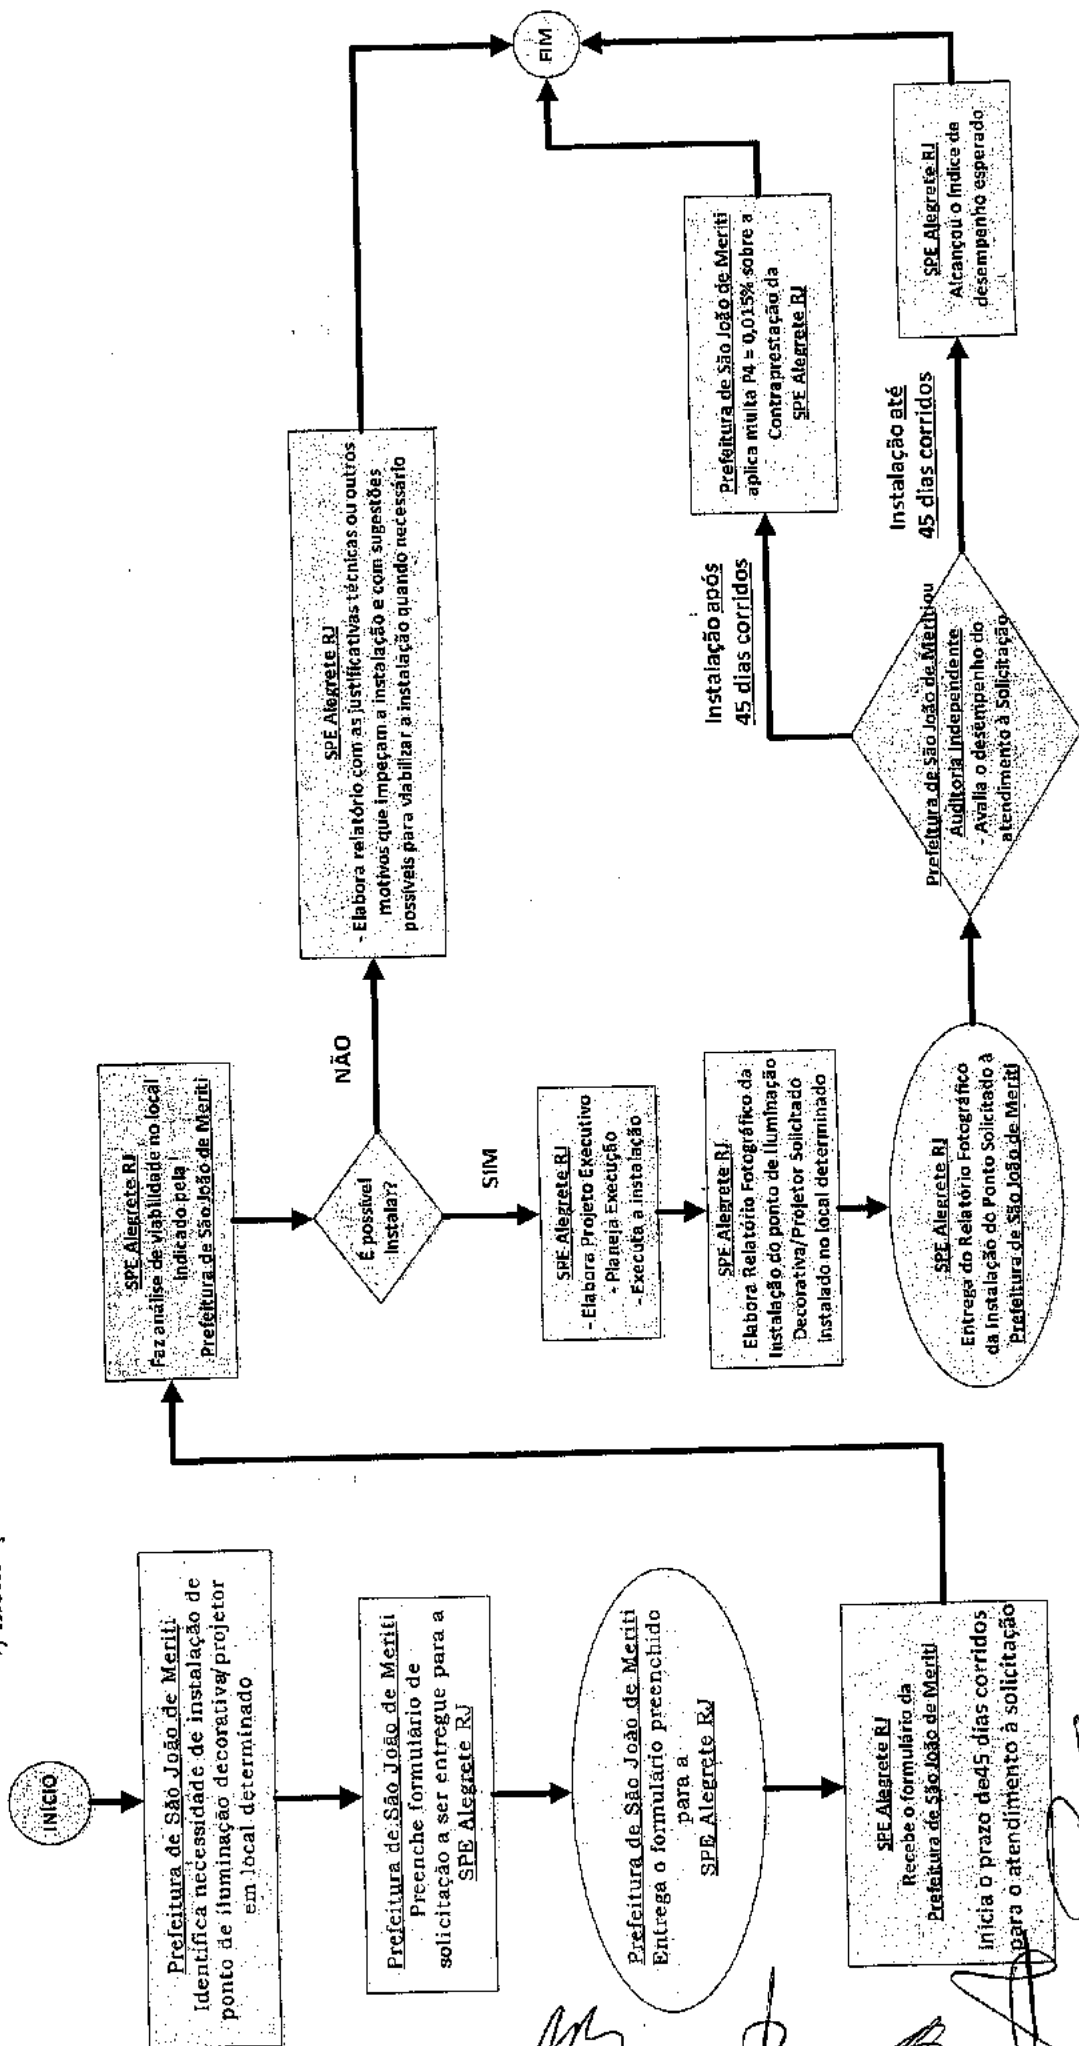 INÍCIO
Prefeitura de São João de Meriti
Identifica necessidade de instalação de
ponto de iluminação decorativa/projetor
em local determinado
Prefeitura de São João de Meriti
Preenche formulário de
solicitação a ser entregue para a
SPE Alegrete RJ
Prefeitura de São João de Meriti
Entrega o formulário preenchido
para a
SPE Alegrete RJ
SPE Alegrete RJ
Recebe o formulário da
Prefeitura de São João de Meriti
Inicia o prazo de45 dias corridos
para o atendimento à solicitação
SPE Alegrete RJ
Faz análise de viabilidade no local
indicado pela
Prefeitura de São João de Meriti
É possível
Instalar?
NÃO
SIM
SPE Alegrete RJ
- Elabora relatório com as justificativas técnicas ou outros
motivos que impeçam a instalação e com sugestões
possíveis para viabilizar a instalação quando necessário
SPE Alegrete RJ
- Elabora Projeto Executivo
- Planeja Execução
- Executa a instalação
SPE Alegrete RJ
Elabora Relatório Fotográfico da
Instalação do ponto de Iluminação
Decorativa/Projetor Solicitado
instalado no local determinado
SPE Alegrete RJ
Entrega do Relatório Fotográfico
da Instalação do Ponto Solicitado à
Prefeitura de São João de Meriti
Prefeitura de São João de Meriti ou
Auditoria Independente
- Avalia o desempenho do
atendimento à Solicitação
Instalação após
45 dias corridos
Instalação até
45 dias corridos
Prefeitura de São João de Meriti
aplica multa P4 = 0,015% sobre a
Contraprestação da
SPE Alegrete RJ
SPE Alegrete RJ
Alcançou o índice de
desempenho esperado
FIM